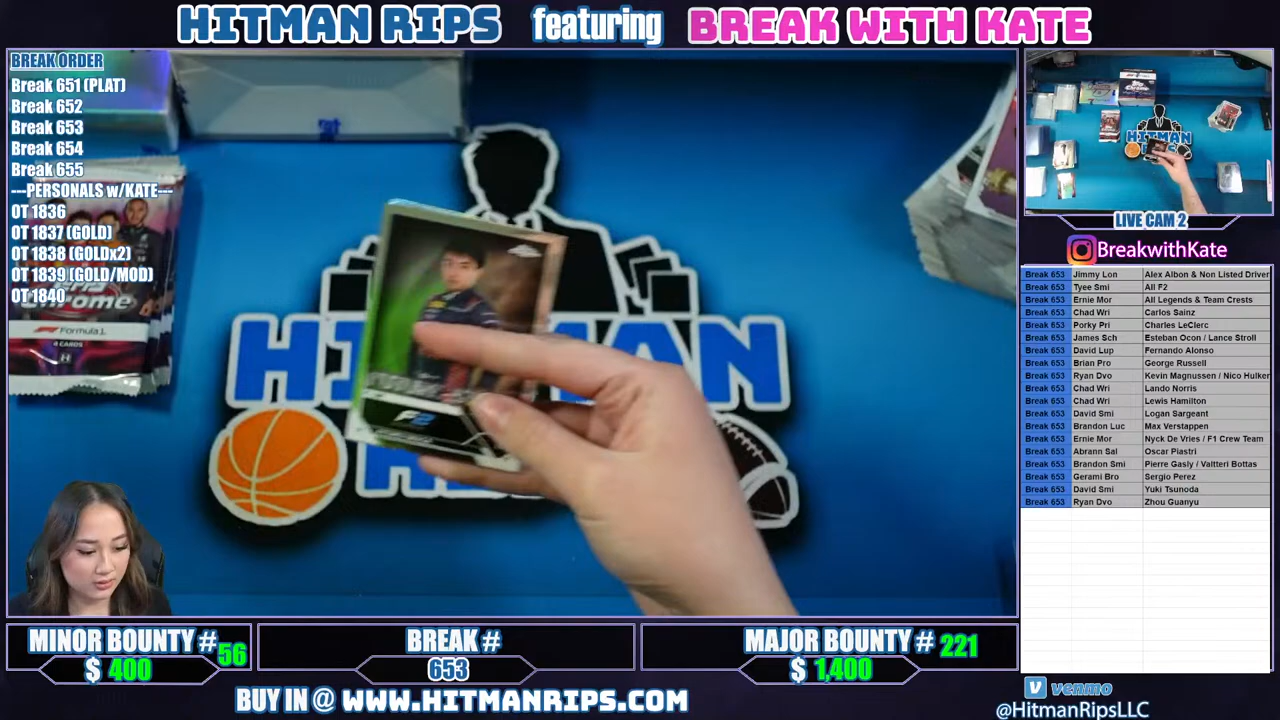 HITMAN RIPS featuring BREAK WITH KATE
BREAK ORDER
Break 651 (PLAT)
Break 652
Break 653
Break 654
Break 655
---PERSONALS w/KATE---
OT 1836
OT 1837 (GOLD)
OT 1838 (GOLDx2)
OT 1839 (GOLD/MOD)
OT 1840
Chrome
Formula 1
4 CARDS
F2
HITMAN
HITMAN
LIVE CAM 2
BreakwithKate
Break 653 Jimmy Lon Alex Albon & Non Listed Driver
Break 653 Tyee Smi All F2
Break 653 Ernie Mor All Legends & Team Crests
Break 653 Chad Wri Carlos Sainz
Break 653 Porky Pri Charles LeClerc
Break 653 James Sch Esteban Ocon / Lance Stroll
Break 653 David Lup Fernando Alonso
Break 653 Brian Pro George Russell
Break 653 Ryan Dvo Kevin Magnussen / Nico Hulker
Break 653 Chad Wri Lando Norris
Break 653 Chad Wri Lewis Hamilton
Break 653 David Smi Logan Sargeant
Break 653 Brandon Luc Max Verstappen
Break 653 Ernie Mor Nyck De Vries / F1 Crew Team
Break 653 Abrann Sal Oscar Piastri
Break 653 Brandon Smi Pierre Gasly / Valtteri Bottas
Break 653 Gerami Bro Sergio Perez
Break 653 David Smi Yuki Tsunoda
Break 653 Ryan Dvo Zhou Guanyu
MINOR BOUNTY # 56
$ 400
BREAK #
653
MAJOR BOUNTY # 221
$ 1,400
BUY IN @ WWW.HITMANRIPS.COM
venmo
@HitmanRipsLLC